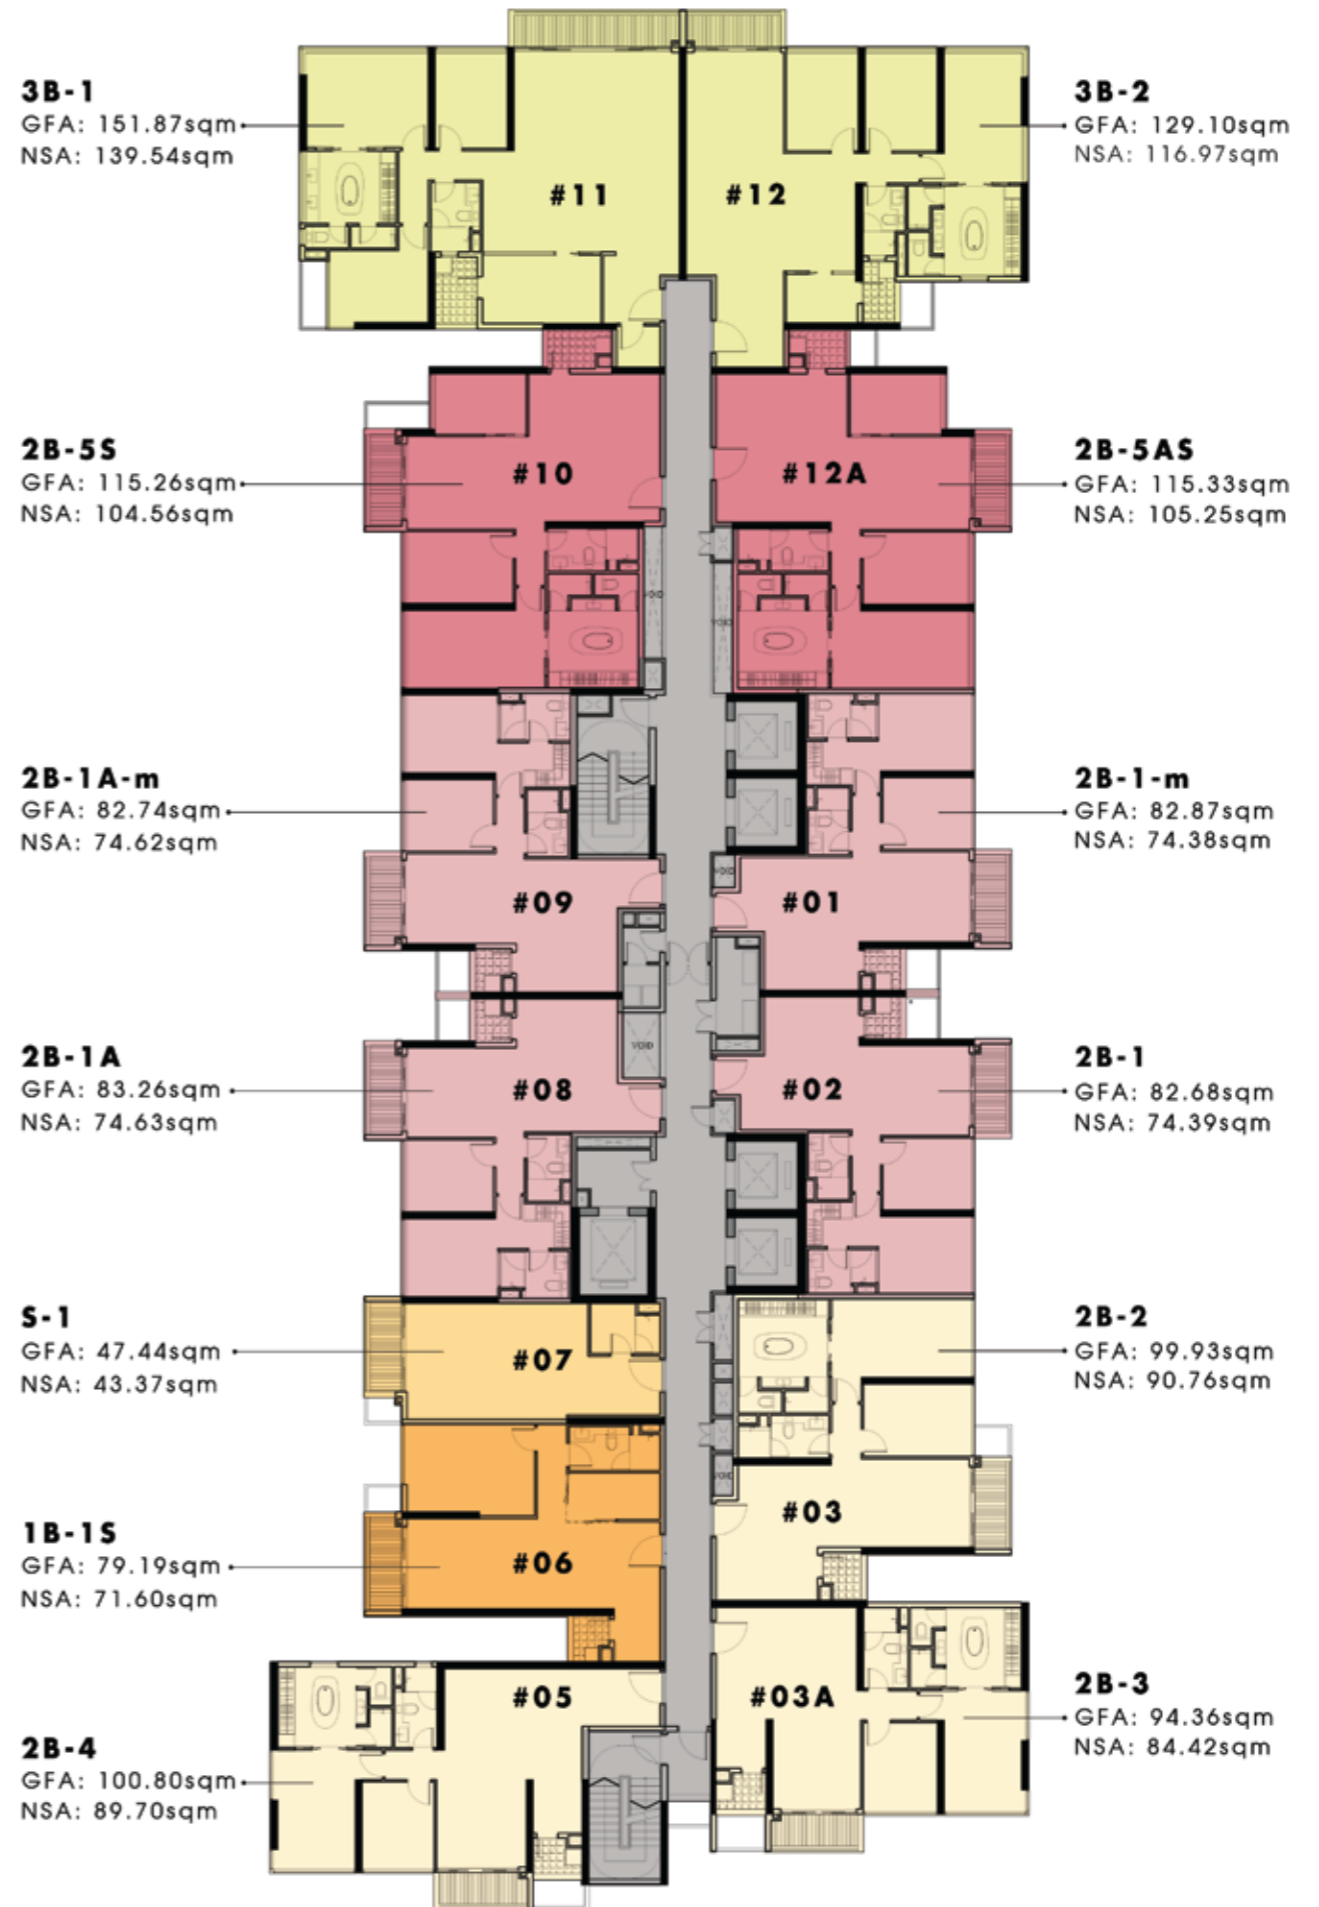 3B-1
GFA: 151.87sqm
NSA: 139.54sqm
3B-2
GFA: 129.10sqm
NSA: 116.97sqm
#11
#12
2B-5S
GFA: 115.26sqm
NSA: 104.56sqm
2B-5AS
GFA: 115.33sqm
NSA: 105.25sqm
#10
#12A
VOID
VOID
2B-1A-m
GFA: 82.74sqm
NSA: 74.62sqm
2B-1-m
GFA: 82.87sqm
NSA: 74.38sqm
VOID
#09
#01
2B-1A
GFA: 83.26sqm
NSA: 74.63sqm
2B-1
GFA: 82.68sqm
NSA: 74.39sqm
VOID
#08
#02
S-1
GFA: 47.44sqm
NSA: 43.37sqm
2B-2
GFA: 99.93sqm
NSA: 90.76sqm
#07
VOID
#03
1B-1S
GFA: 79.19sqm
NSA: 71.60sqm
#06
2B-4
GFA: 100.80sqm
NSA: 89.70sqm
2B-3
GFA: 94.36sqm
NSA: 84.42sqm
#05
#03A